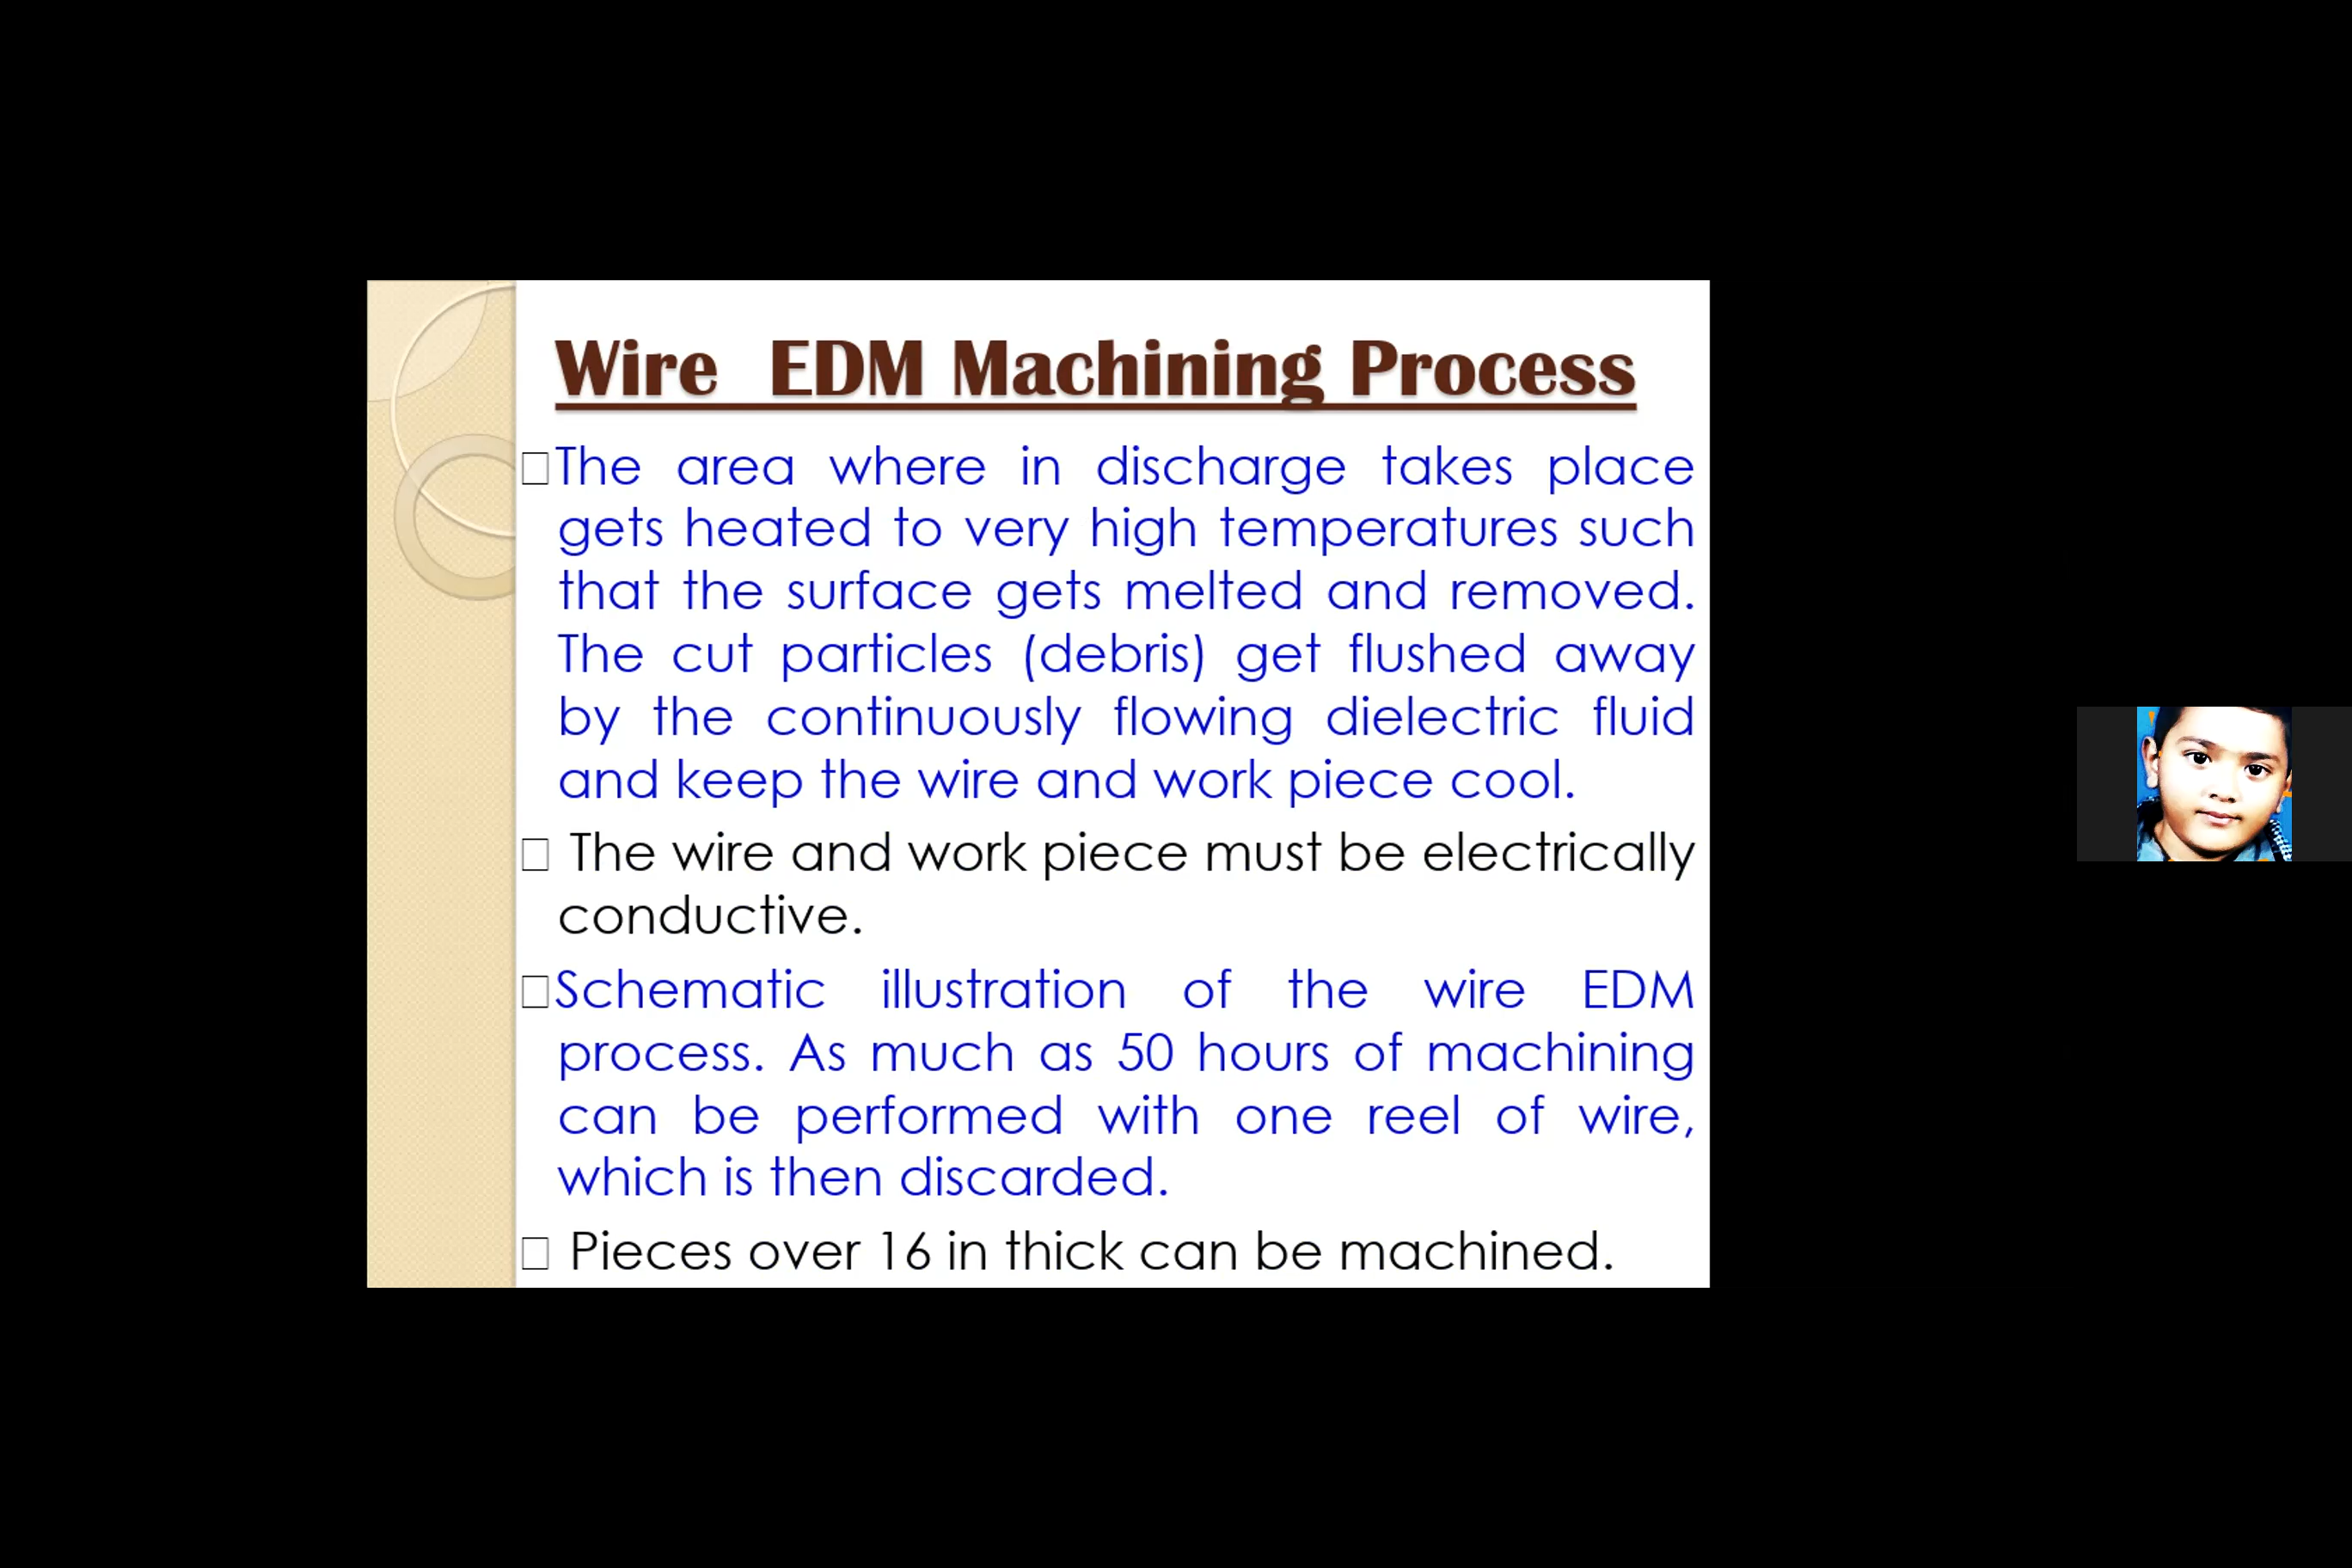 Wire EDM Machining Process
The area where in discharge takes place
gets heated to very high temperatures such
that the surface gets melted and removed.
The cut particles (debris) get flushed away
by the continuously flowing dielectric fluid
and keep the wire and work piece cool.
The wire and work piece must be electrically
conductive.
Schematic illustration of the wire EDM
process. As much as 50 hours of machining
can be performed with one reel of wire,
which is then discarded.
Pieces over 16 in thick can be machined.